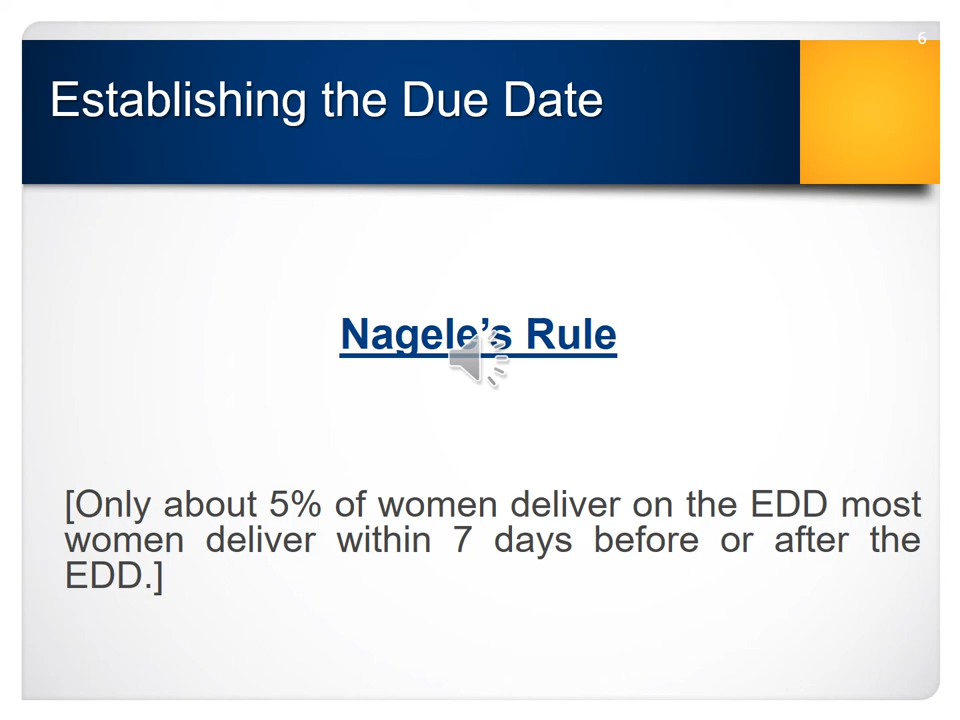 6
Establishing the Due Date
Nagele’s Rule
[Only about 5% of women deliver on the EDD most
women deliver within 7 days before or after the
EDD.]